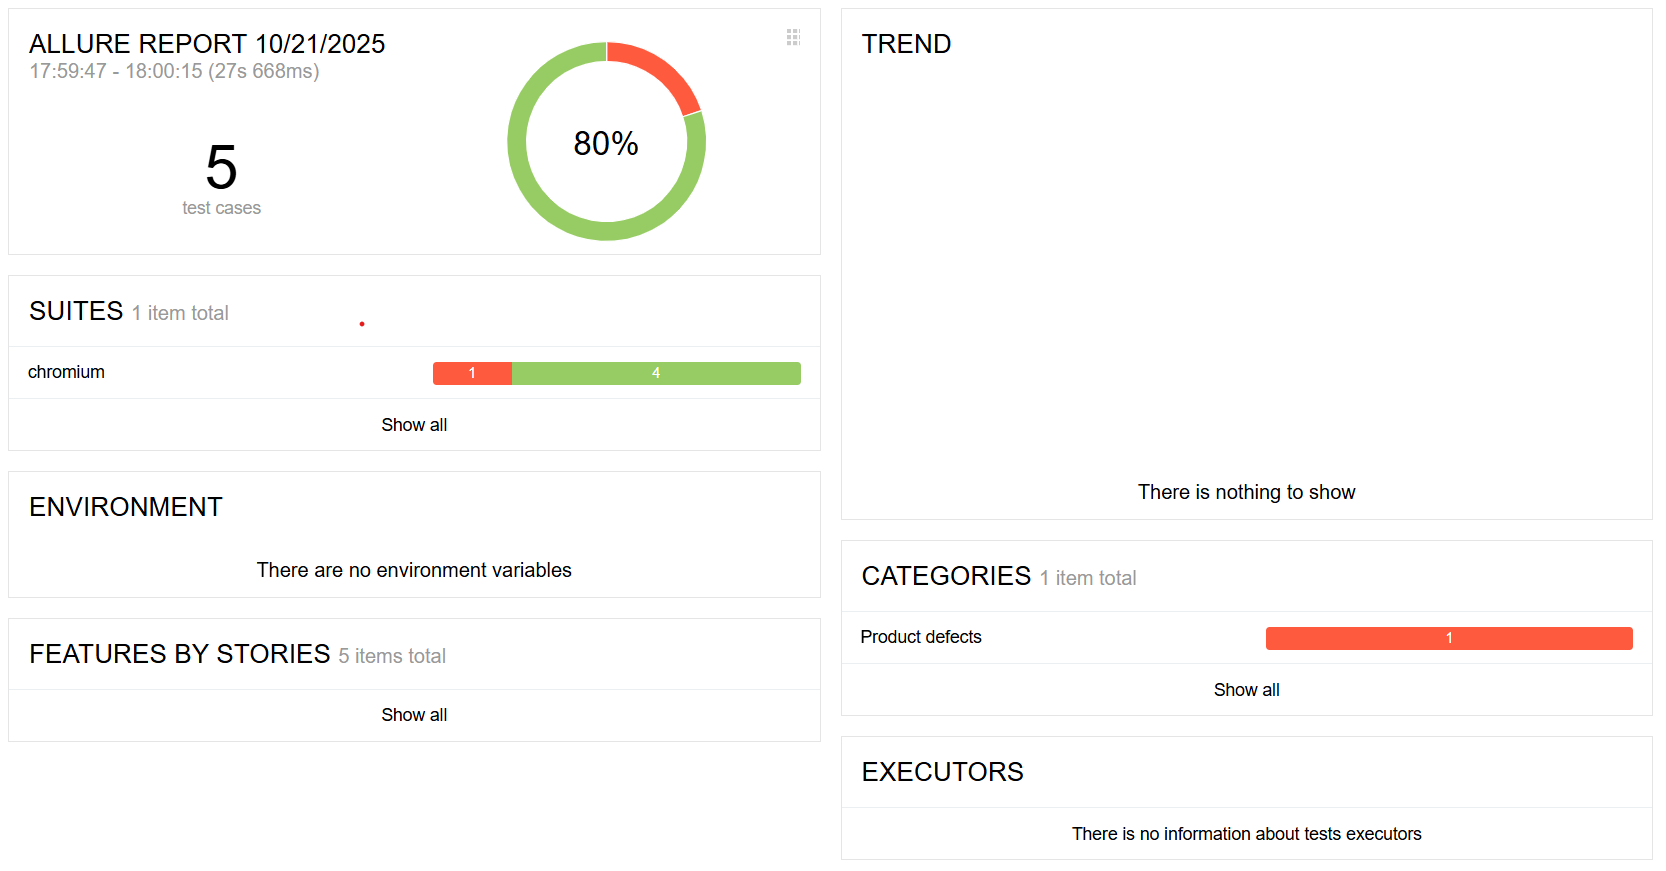 ALLURE REPORT 10/21/2025
17:59:47 - 18:00:15 (27s 668ms)
5
test cases
80%
SUITES 1 item total
chromium 1 4
Show all
ENVIRONMENT
There are no environment variables
FEATURES BY STORIES 5 items total
Show all
TREND
There is nothing to show
CATEGORIES 1 item total
Product defects 1
Show all
EXECUTORS
There is no information about tests executors